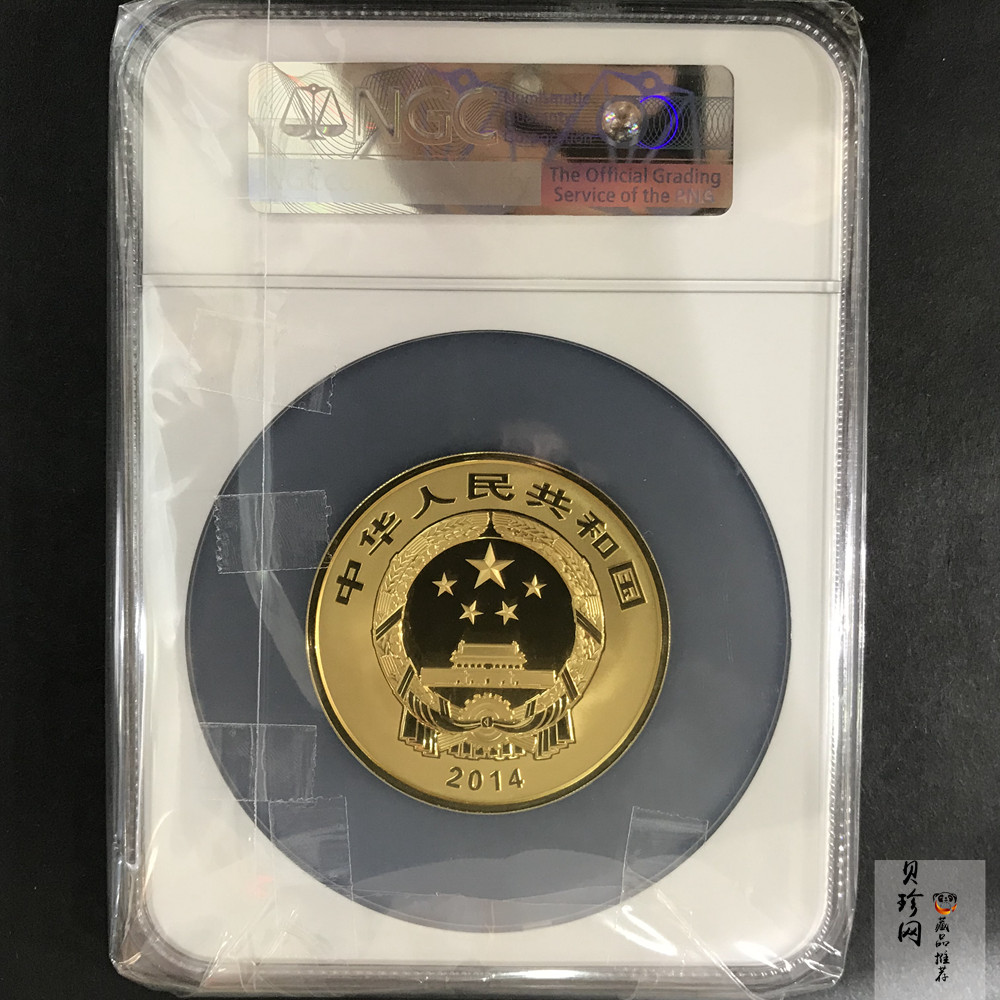 NGC
Numismatic
The Official Grading
Service of the PNG
中华人民共和国
2014
贝珍网
藏品推荐